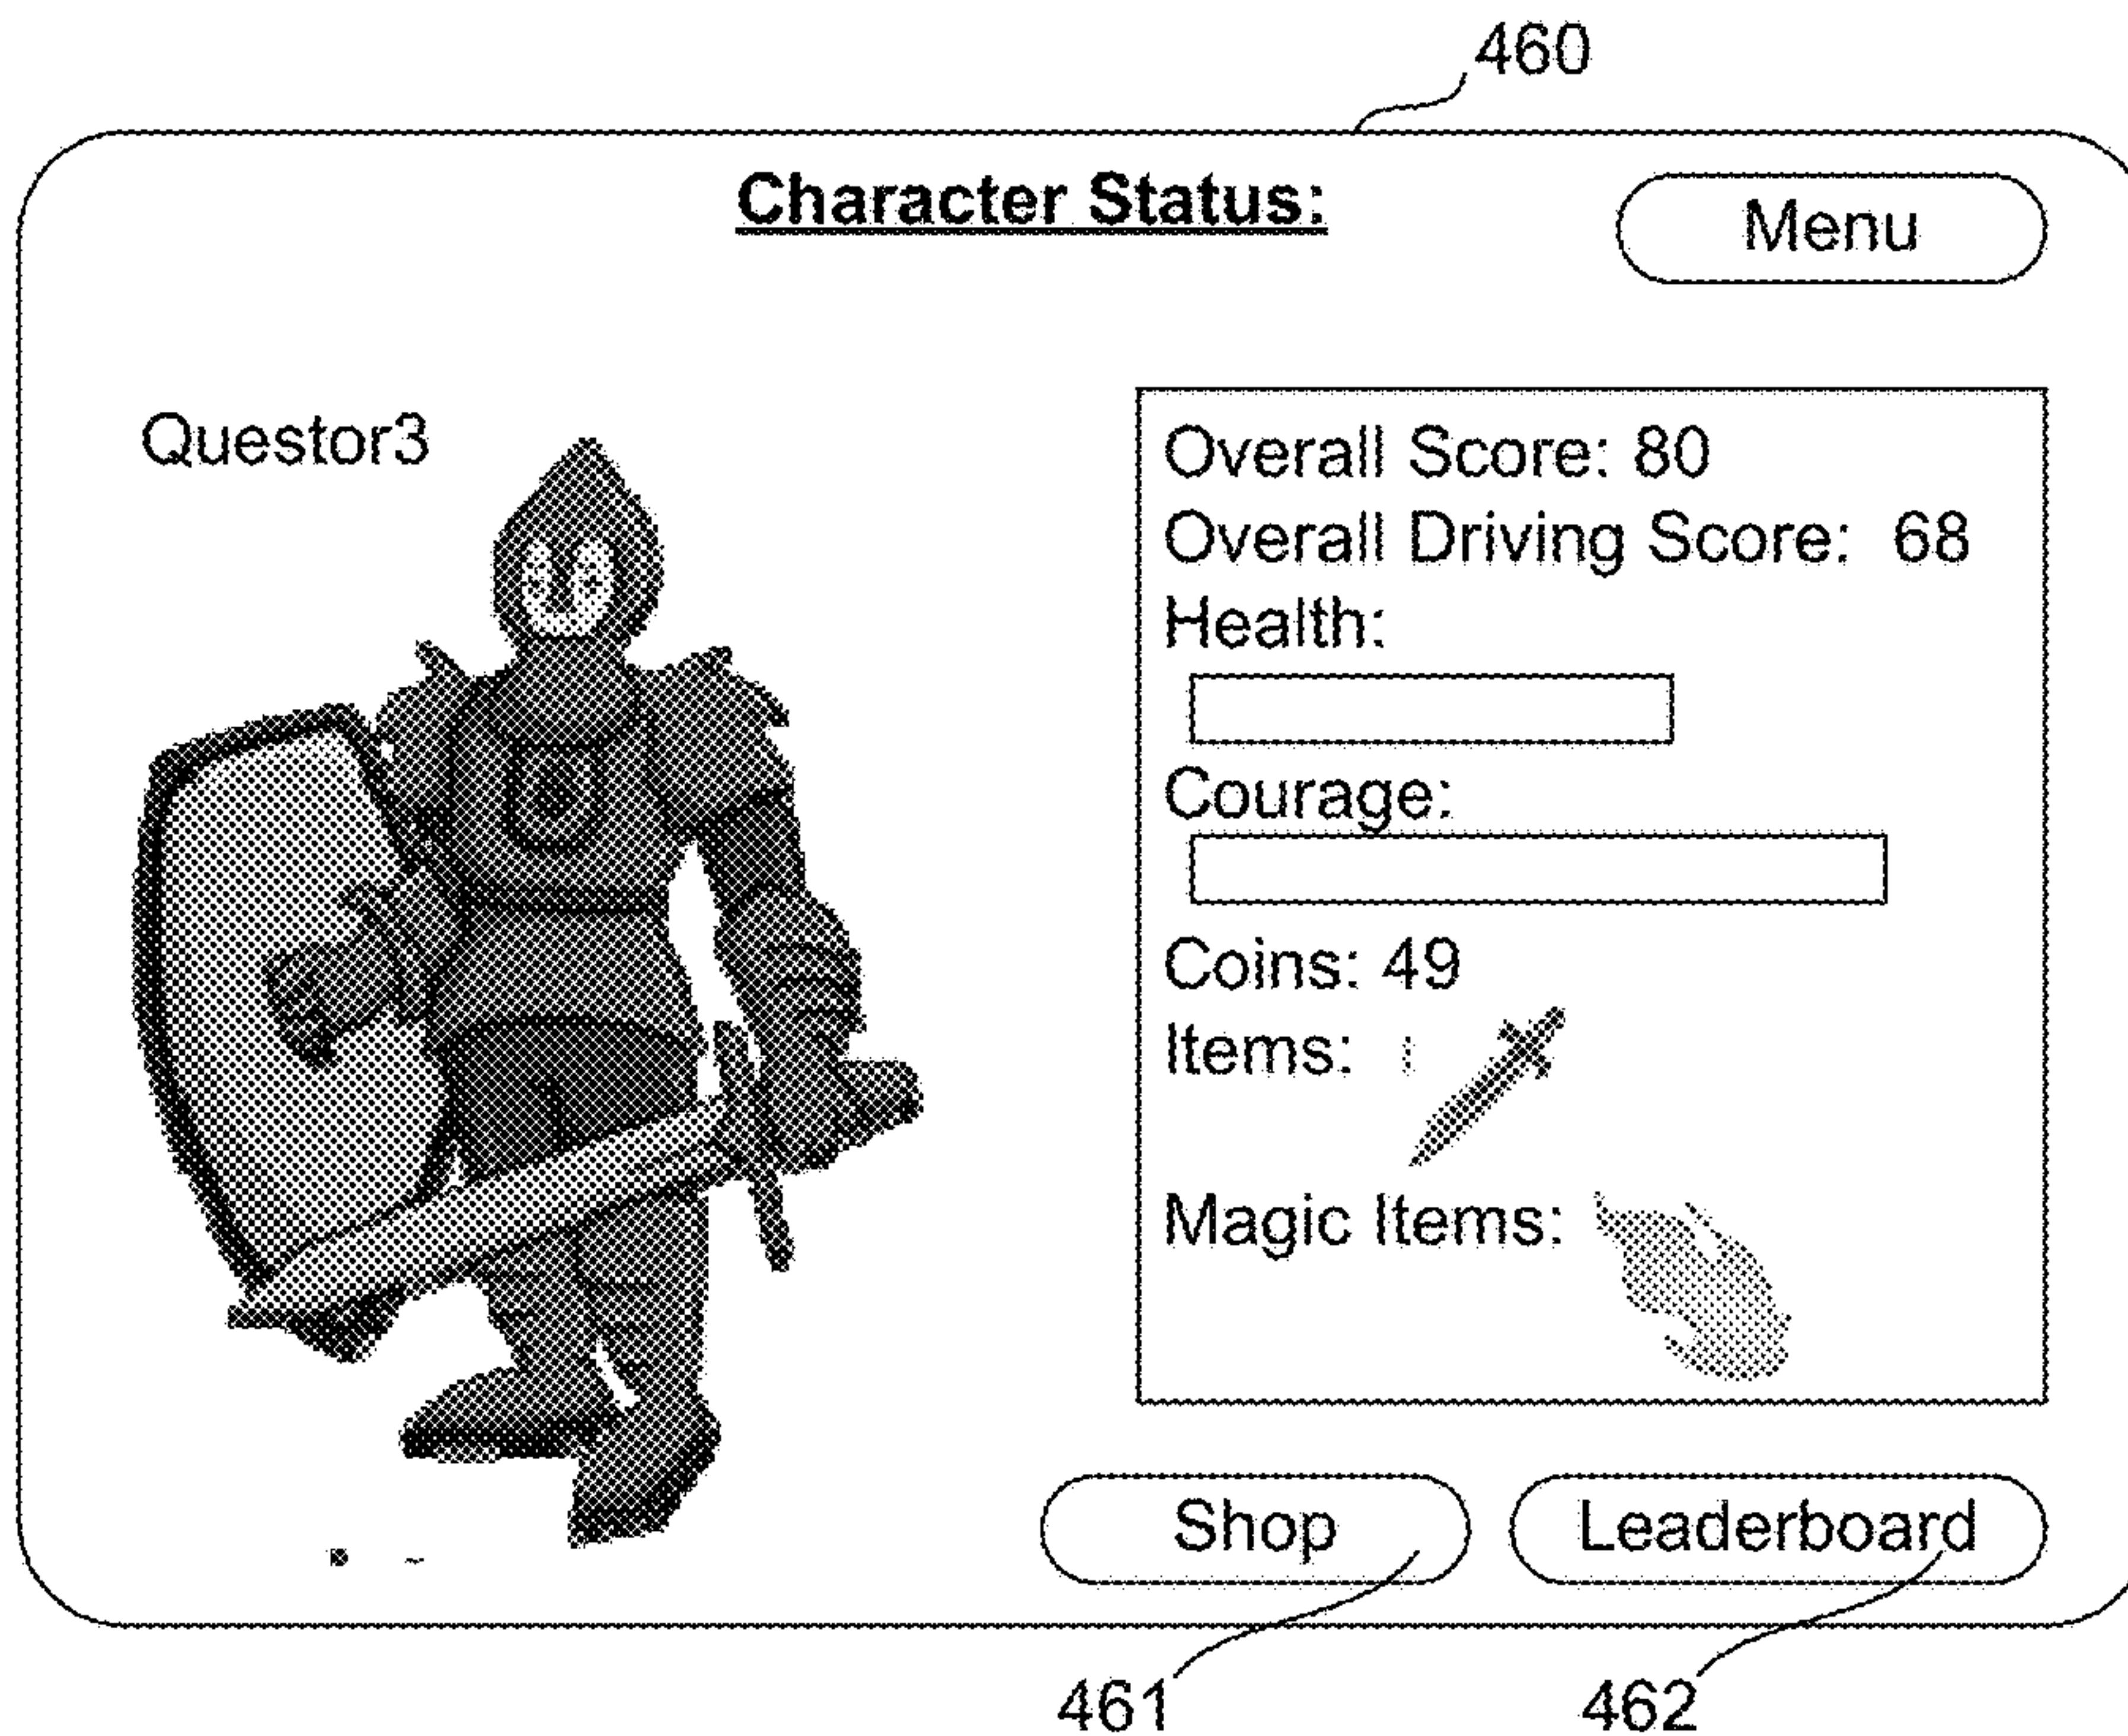 460
Character Status:
Menu
Questor3
Overall Score: 80
Overall Driving Score: 68
Health:
Courage:
Coins: 49
Items:
Magic Items:
Shop
Leaderboard
461
462